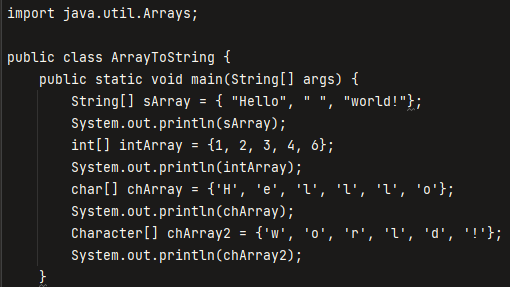 import java.util.Arrays;
public class ArrayToString {
    public static void main(String[] args) {
        String[] sArray = { "Hello", " ", "world!"};
        System.out.println(sArray);
        int[] intArray = {1, 2, 3, 4, 6};
        System.out.println(intArray);
        char[] chArray = {'H', 'e', 'l', 'l', 'l', 'o'};
        System.out.println(chArray);
        Character[] chArray2 = {'w', 'o', 'r', 'l', 'd', '!'};
        System.out.println(chArray2);
    }